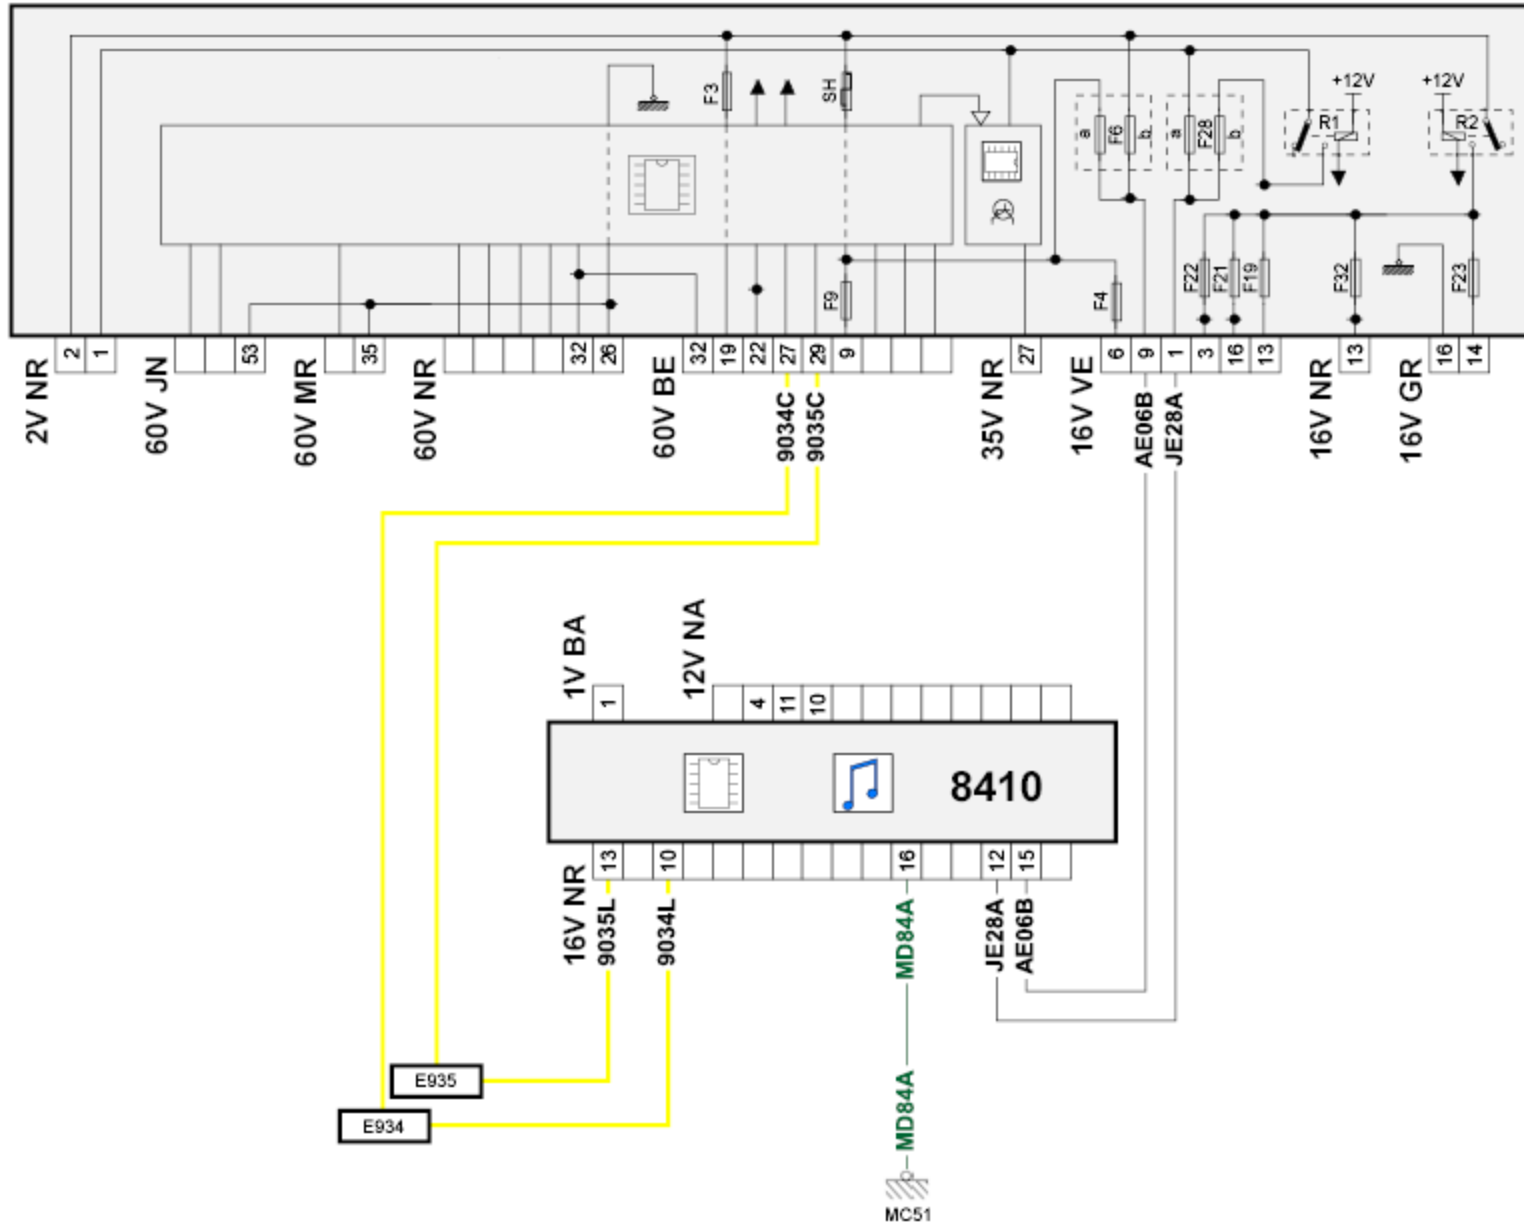 F3
SH
a
F6
b
a
F28
b
+12V
R1
+12V
R2
F9
F4
F22
F21
F19
F32
F23
2V NR
2
1
60V JN
53
60V MR
35
60V NR
32
26
60V BE
32
19
22
27
29
9
35V NR
27
16V VE
6
9
1
3
16
13
16V NR
13
16V GR
16
14
9034C
9035C
AE06B
JE28A
1V BA
1
12V NA
4
11
10
8410
16V NR
13
10
16
12
15
9035L
9034L
MD84A
JE28A
AE06B
E935
E934
MD84A
MC51